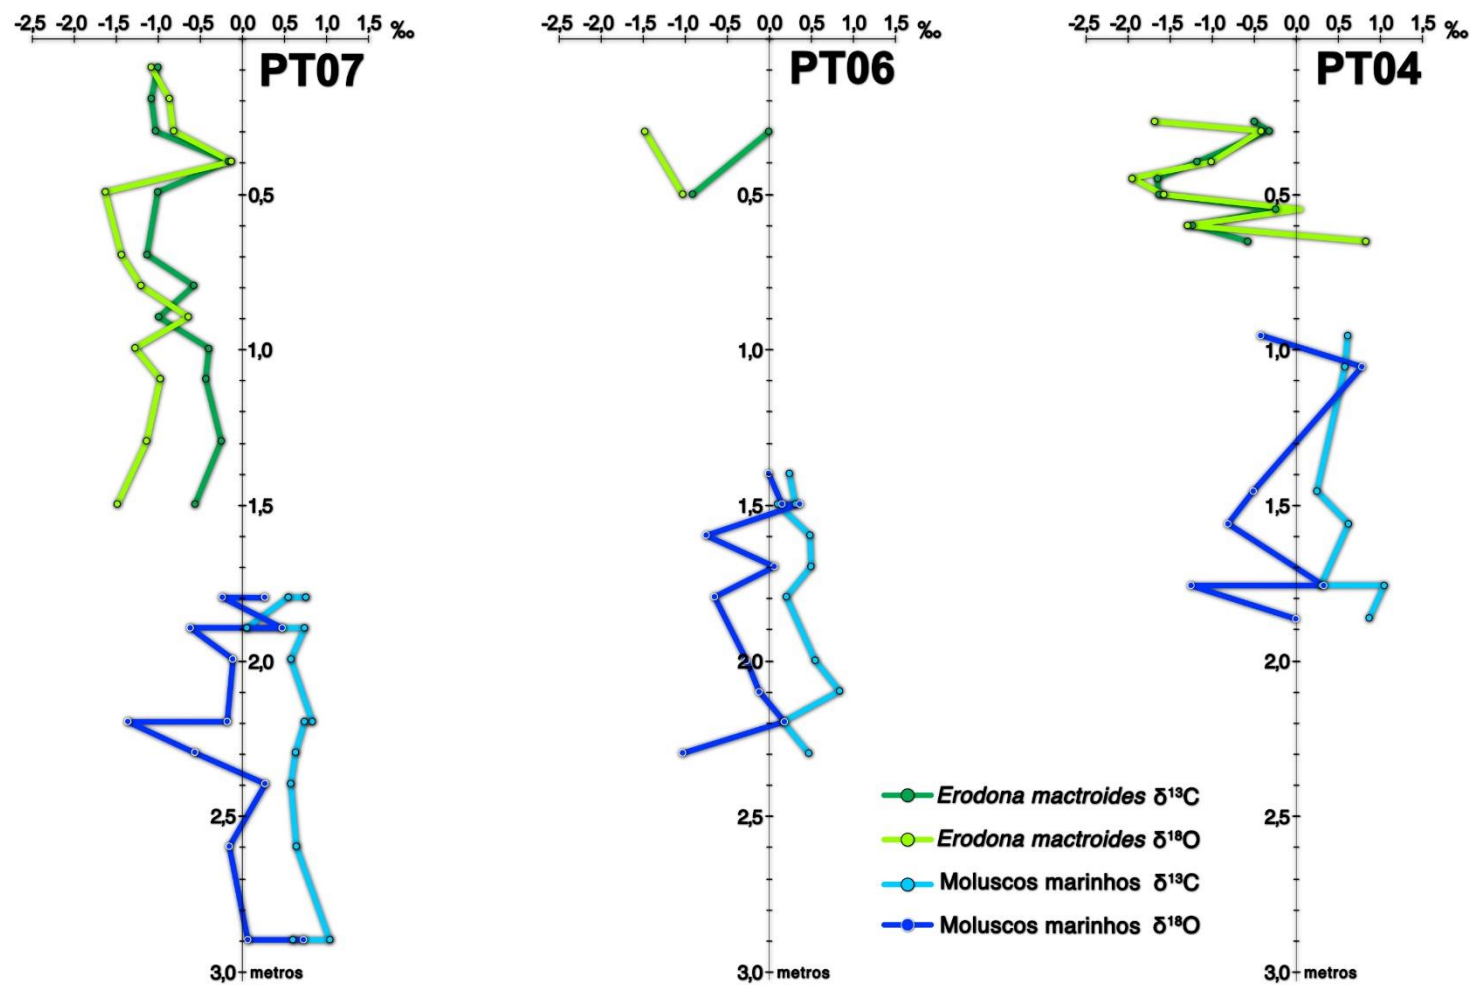 -2,5 -2,0 -1,5 -1,0 -0,5 0,0 0,5 1,0 1,5 ‰
PT07
0,5
1,0
1,5
2,0
2,5
3,0 metros
-2,5 -2,0 -1,5 -1,0 -0,5 0,0 0,5 1,0 1,5 ‰
PT06
0,5
1,0
1,5
2,0
2,5
3,0 metros
-2,5 -2,0 -1,5 -1,0 -0,5 0,0 0,5 1,0 1,5 ‰
PT04
0,5
1,0
1,5
2,0
2,5
3,0 metros
Erodona mactroides δ¹³C
Erodona mactroides δ¹⁸O
Moluscos marinhos δ¹³C
Moluscos marinhos δ¹⁸O